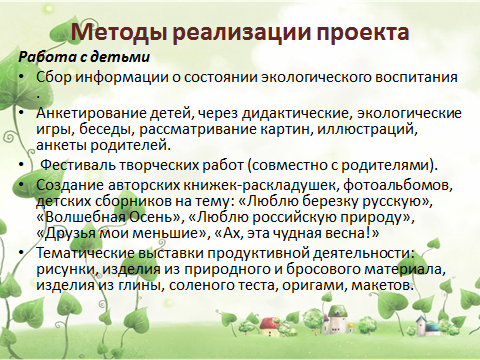 Методы реализации проекта
Работа с детьми
• Сбор информации о состоянии экологического воспитания
.
• Анкетирование детей, через дидактические, экологические
игры, беседы, рассматривание картин, иллюстраций,
анкеты родителей.
• Фестиваль творческих работ (совместно с родителями).
• Создание авторских книжек-раскладушек, фотоальбомов,
детских сборников на тему: «Люблю березку русскую»,
«Волшебная Осень», «Люблю российскую природу»,
«Друзья мои меньшие», «Ах, эта чудная весна!»
• Тематические выставки продуктивной деятельности:
рисунки, изделия из природного и бросового материала,
изделия из глины, соленого теста, оригами, макетов.